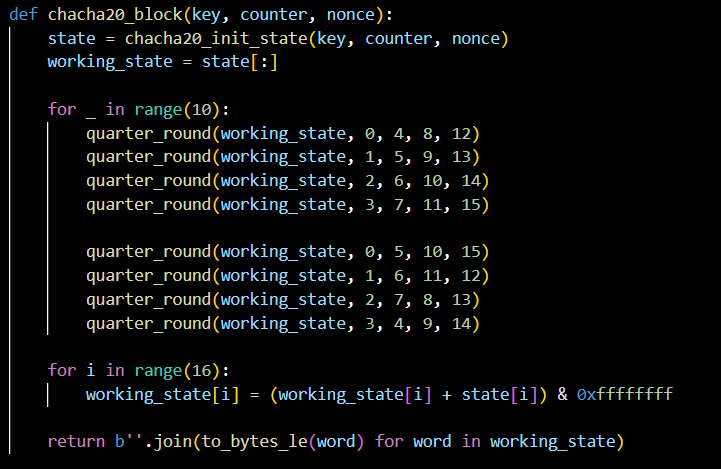 def chacha20_block(key, counter, nonce):
    state = chacha20_init_state(key, counter, nonce)
    working_state = state[:]

    for _ in range(10):
        quarter_round(working_state, 0, 4, 8, 12)
        quarter_round(working_state, 1, 5, 9, 13)
        quarter_round(working_state, 2, 6, 10, 14)
        quarter_round(working_state, 3, 7, 11, 15)

        quarter_round(working_state, 0, 5, 10, 15)
        quarter_round(working_state, 1, 6, 11, 12)
        quarter_round(working_state, 2, 7, 8, 13)
        quarter_round(working_state, 3, 4, 9, 14)

    for i in range(16):
        working_state[i] = (working_state[i] + state[i]) & 0xffffffff

    return b''.join(to_bytes_le(word) for word in working_state)